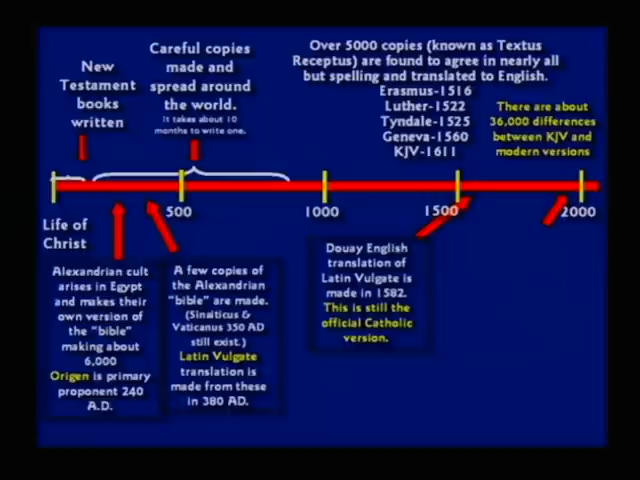 New
Testament
books
written
Careful copies
made and
spread around
the world.
It takes about 10
months to write one.
Over 5000 copies (known as Textus
Receptus) are found to agree in nearly all
but spelling and translated to English.
Erasmus-1516
Luther-1522
Tyndale-1525
Geneva-1560
KJV-1611
There are about
36,000 differences
between KJV and
modern versions
500
1000
1500
2000
Life of
Christ
Alexandrian cult
arises in Egypt
and makes their
own version of
the "bible"
making about
6,000
Origen is primary
proponent 240
A.D.
A few copies of
the Alexandrian
"bible" are made.
(Sinaiticus &
Vaticanus 350 AD
still exist.)
Latin Vulgate
translation is
made from these
in 380 AD.
Douay English
translation of
Latin Vulgate is
made in 1582.
This is still the
official Catholic
version.